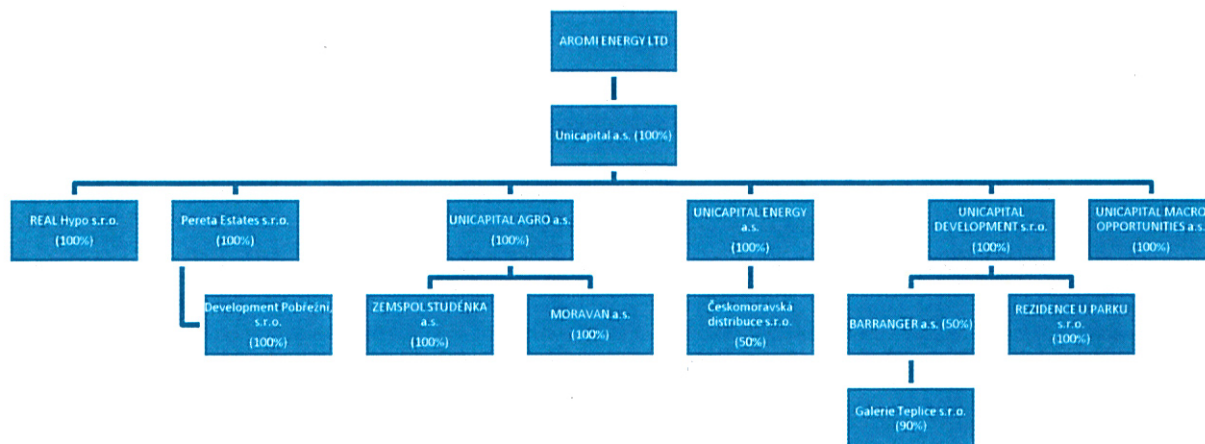 AROMI ENERGY LTD
Unicapital a.s. (100%)
REAL Hypo s.r.o.
(100%)
Pereta Estates s.r.o.
(100%)
UNICAPITAL AGRO a.s.
(100%)
UNICAPITAL ENERGY
a.s.
(100%)
UNICAPITAL
DEVELOPMENT s.r.o.
(100%)
UNICAPITAL MACRO
OPPORTUNITIES a.s.
(100%)
Development Pobřežní,
s.r.o.
(100%)
ZEMSPOL STUDÉNKA
a.s.
(100%)
MORAVAN a.s.
(100%)
Českomoravská
distribuce s.r.o.
(50%)
BARRANGER a.s. (50%)
REZIDENCE U PARKU
s.r.o.
(100%)
Galerie Teplice s.r.o.
(90%)